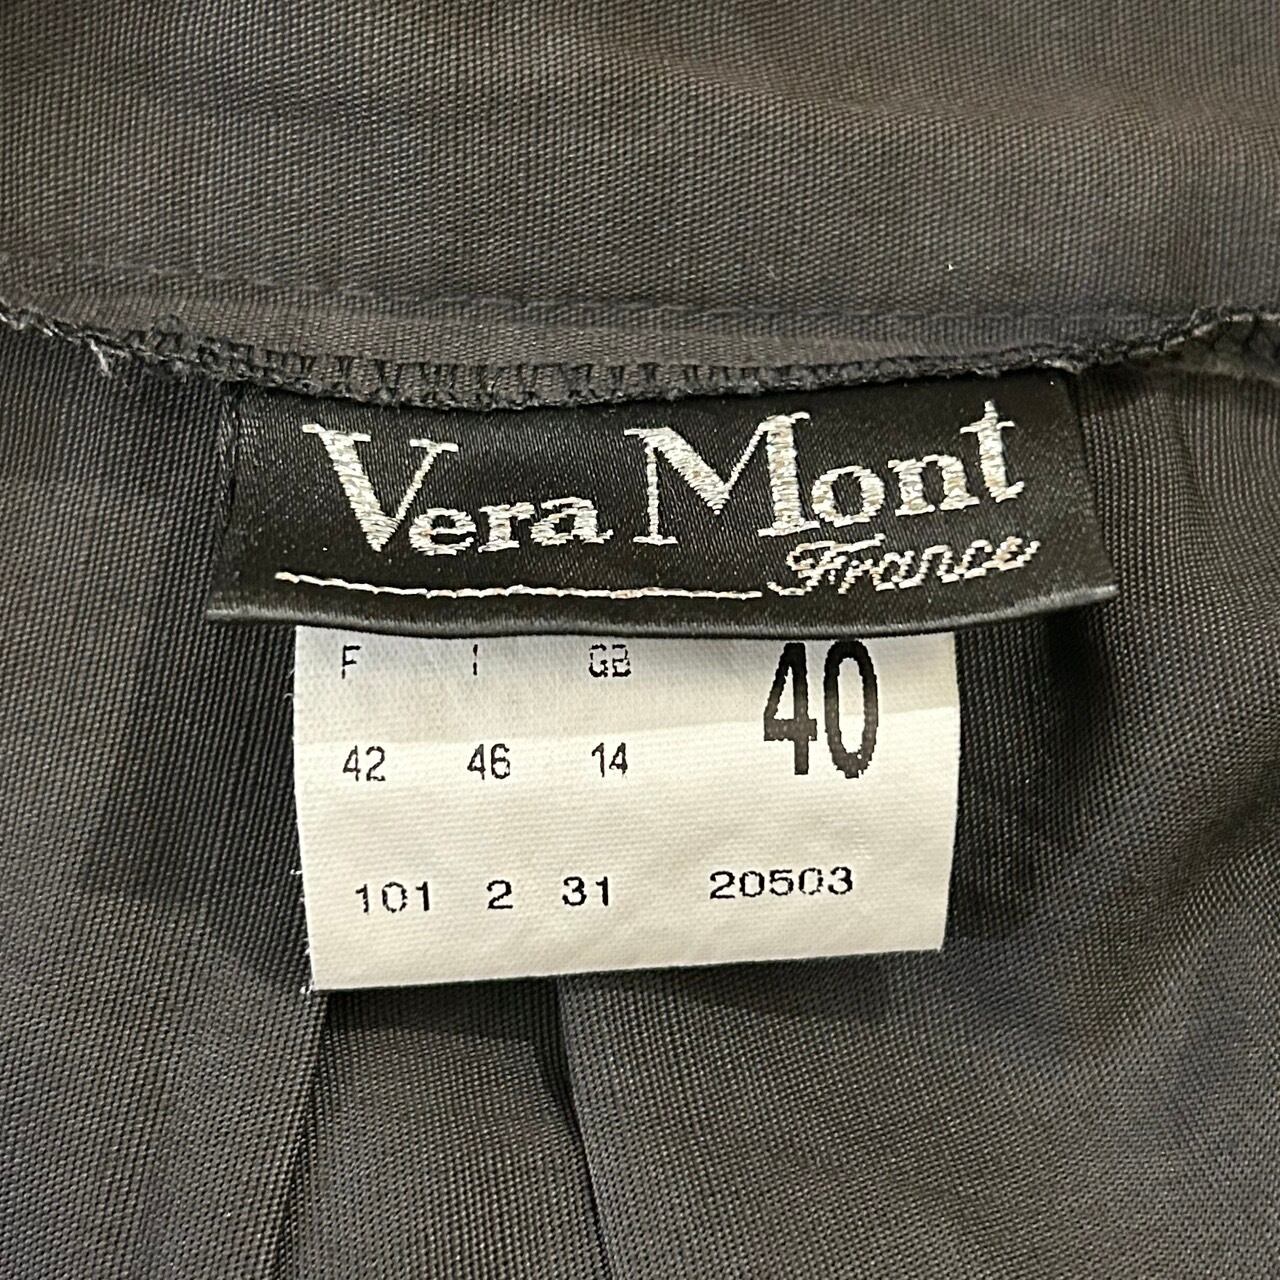 Vera Mont
France
F I GB 40
42 46 14
101 2 31 20503